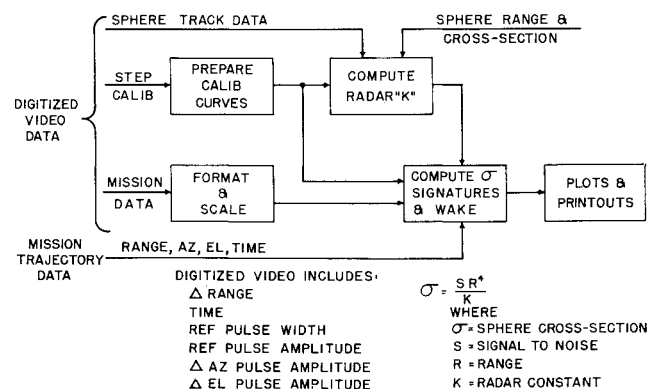 SPHERE TRACK DATA
SPHERE RANGE &
CROSS-SECTION
STEP
CALIB
PREPARE
CALIB
CURVES
COMPUTE
RADAR "K"
DIGITIZED
VIDEO
DATA
MISSION
DATA
FORMAT
&
SCALE
COMPUTE σ
SIGNATURES
& WAKE
PLOTS &
PRINTOUTS
MISSION
TRAJECTORY
DATA
RANGE, AZ, EL, TIME
DIGITIZED VIDEO INCLUDES:
Δ RANGE
TIME
REF PULSE WIDTH
REF PULSE AMPLITUDE
Δ AZ PULSE AMPLITUDE
Δ EL PULSE AMPLITUDE
σ = SR⁴/K
WHERE
σ = SPHERE CROSS-SECTION
S = SIGNAL TO NOISE
R = RANGE
K = RADAR CONSTANT